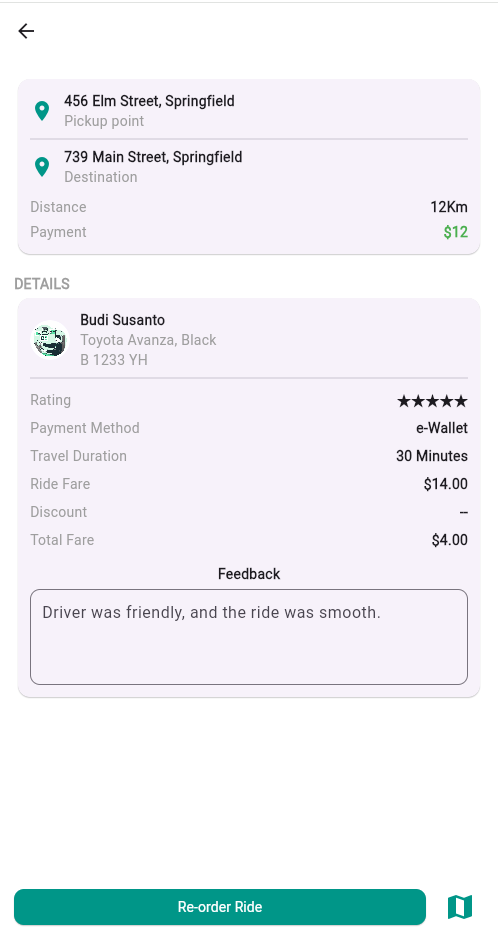 456 Elm Street, Springfield
Pickup point
739 Main Street, Springfield
Destination
Distance 12Km
Payment $12
DETAILS
Budi Susanto
Toyota Avanza, Black
B 1233 YH
Rating ★★★★★
Payment Method e-Wallet
Travel Duration 30 Minutes
Ride Fare $14.00
Discount --
Total Fare $4.00
Feedback
Driver was friendly, and the ride was smooth.
Re-order Ride